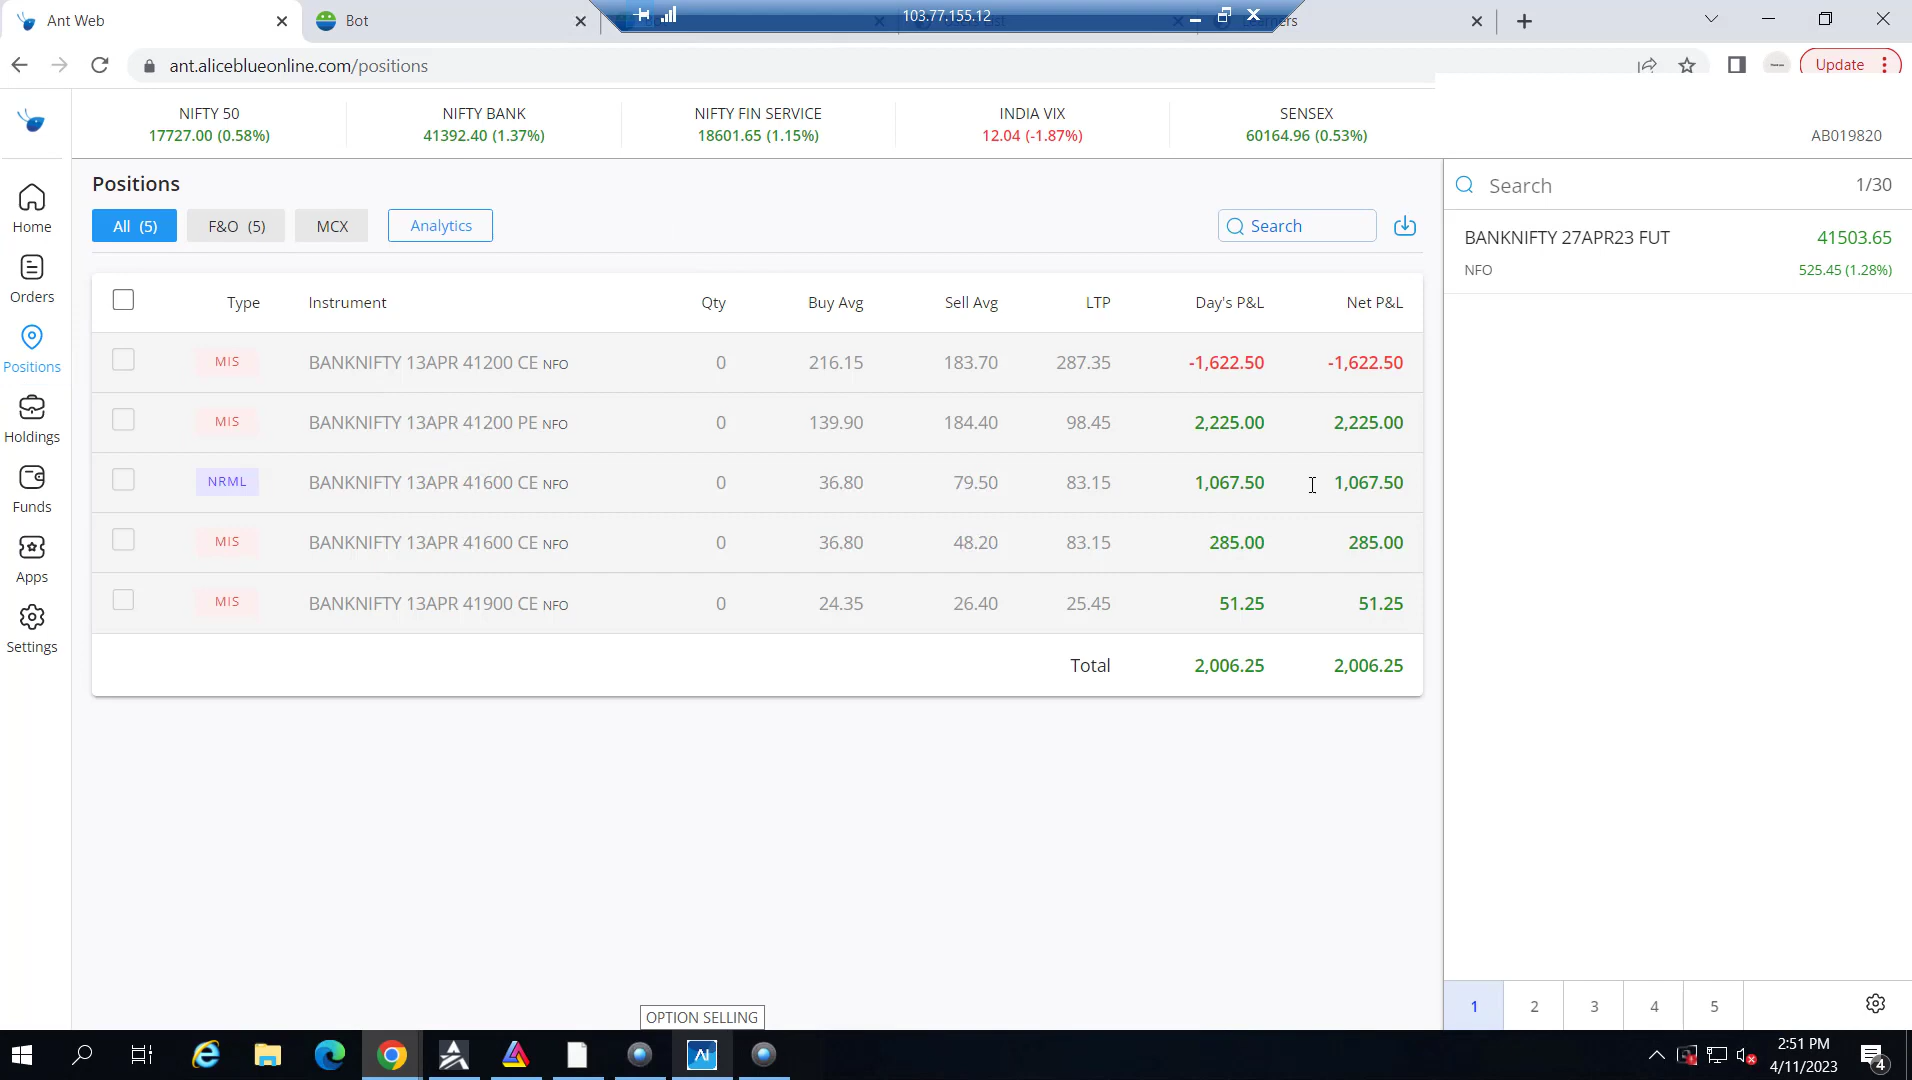 Ant Web
Bot
103.77.155.12
ant.aliceblueonline.com/positions
Update
NIFTY 50
17727.00 (0.58%)
NIFTY BANK
41392.40 (1.37%)
NIFTY FIN SERVICE
18601.65 (1.15%)
INDIA VIX
12.04 (-1.87%)
SENSEX
60164.96 (0.53%)
AB019820
Home
Orders
Positions
Holdings
Funds
Apps
Settings
Positions
All (5) F&O (5) MCX Analytics Search
Type Instrument Qty Buy Avg Sell Avg LTP Day's P&L Net P&L
MIS BANKNIFTY 13APR 41200 CE NFO 0 216.15 183.70 287.35 -1,622.50 -1,622.50
MIS BANKNIFTY 13APR 41200 PE NFO 0 139.90 184.40 98.45 2,225.00 2,225.00
NRML BANKNIFTY 13APR 41600 CE NFO 0 36.80 79.50 83.15 1,067.50 1,067.50
MIS BANKNIFTY 13APR 41600 CE NFO 0 36.80 48.20 83.15 285.00 285.00
MIS BANKNIFTY 13APR 41900 CE NFO 0 24.35 26.40 25.45 51.25 51.25
Total 2,006.25 2,006.25
Search 1/30
BANKNIFTY 27APR23 FUT 41503.65
NFO 525.45 (1.28%)
1 2 3 4 5
OPTION SELLING
2:51 PM
4/11/2023
4